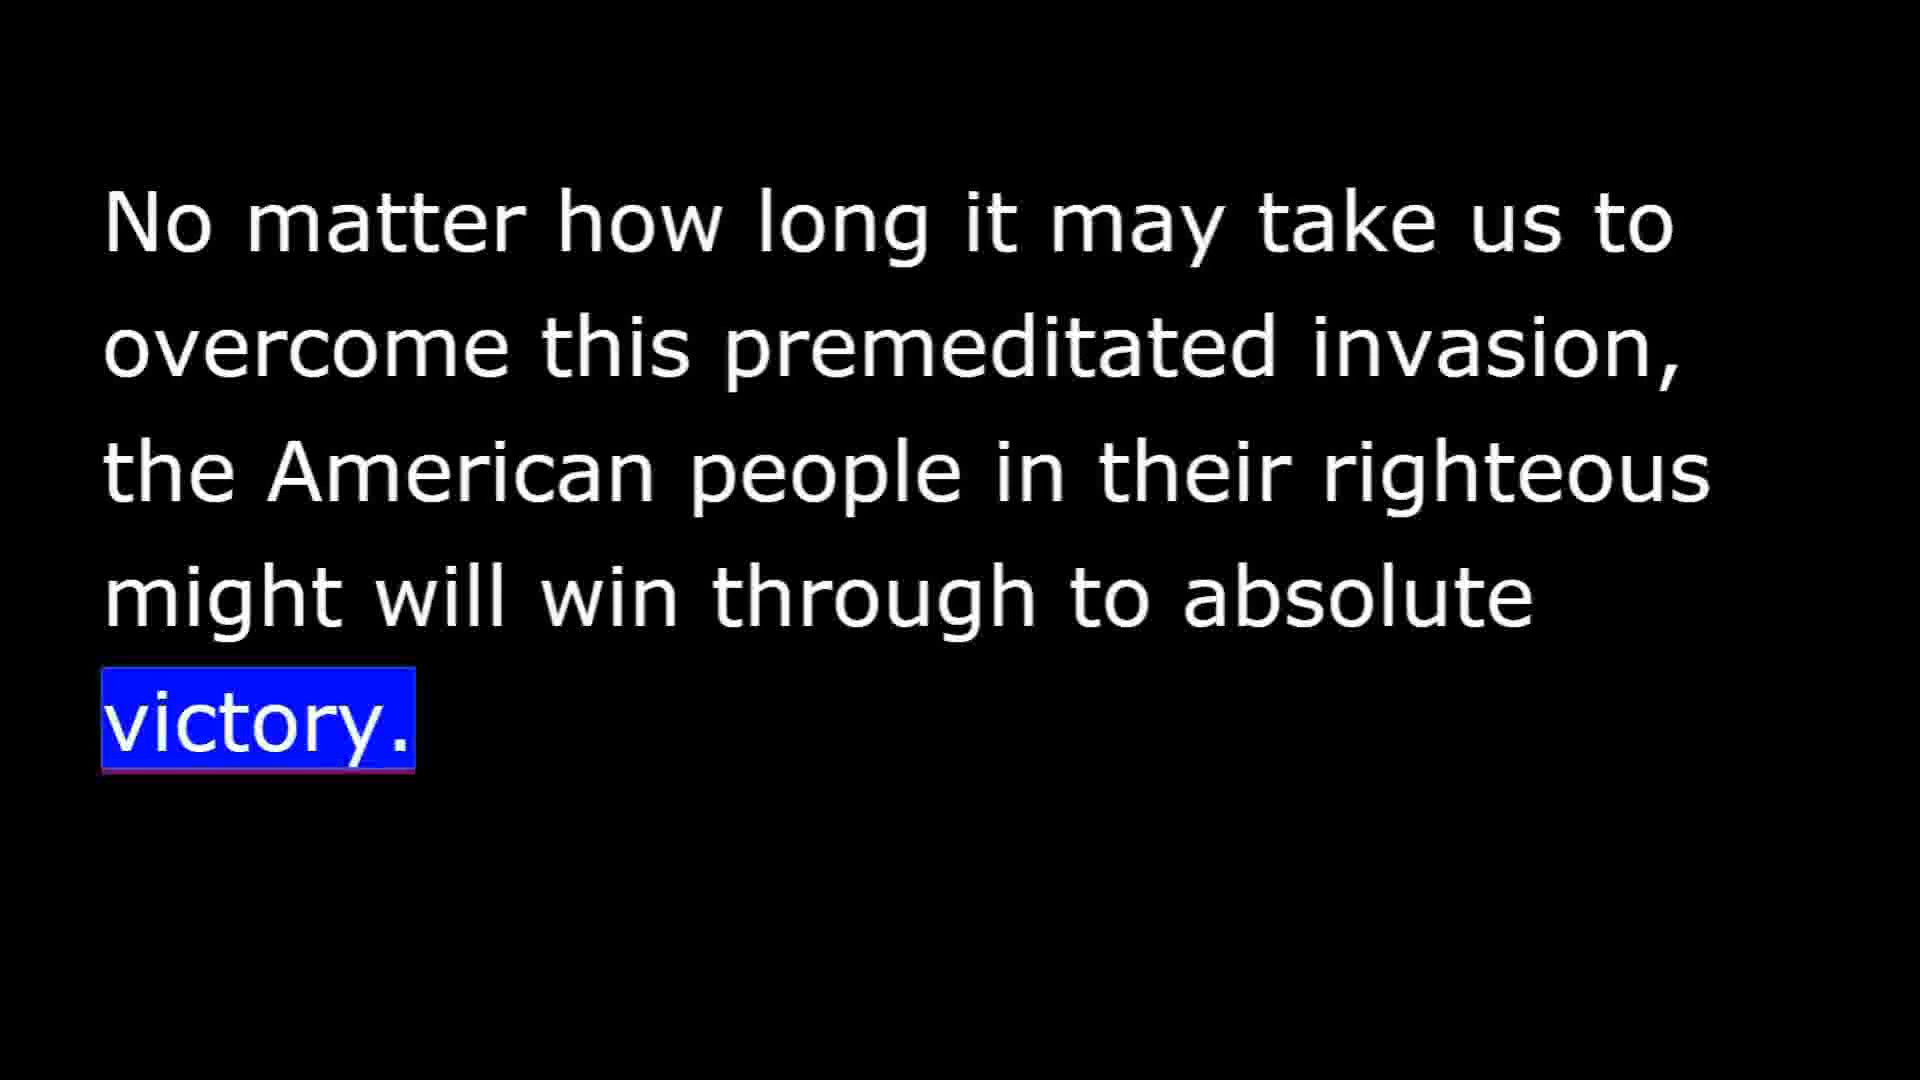 No matter how long it may take us to
overcome this premeditated invasion,
the American people in their righteous
might will win through to absolute
victory.